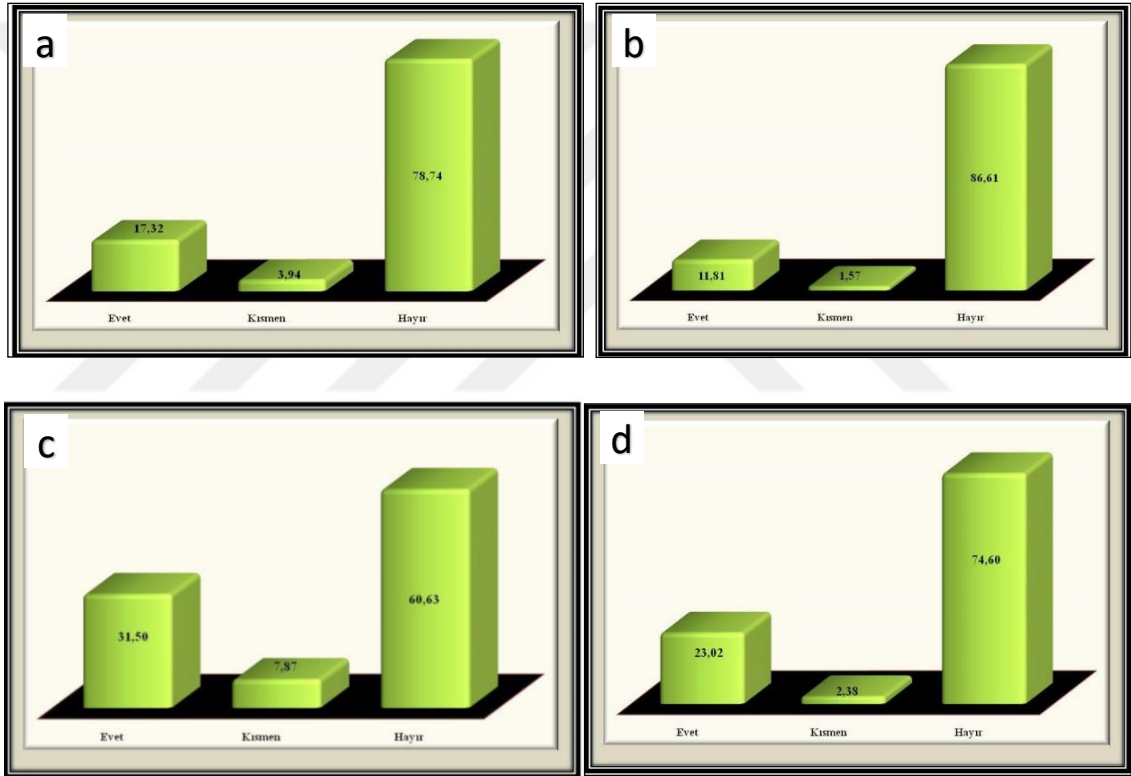 a
78,74
17,32
3,94
Evet Kısmen Hayır
b
86,61
11,81 1,57
Evet Kısmen Hayır
c
60,63
31,50
7,87
Evet Kısmen Hayır
d
74,60
23,02
2,38
Evet Kısmen Hayır